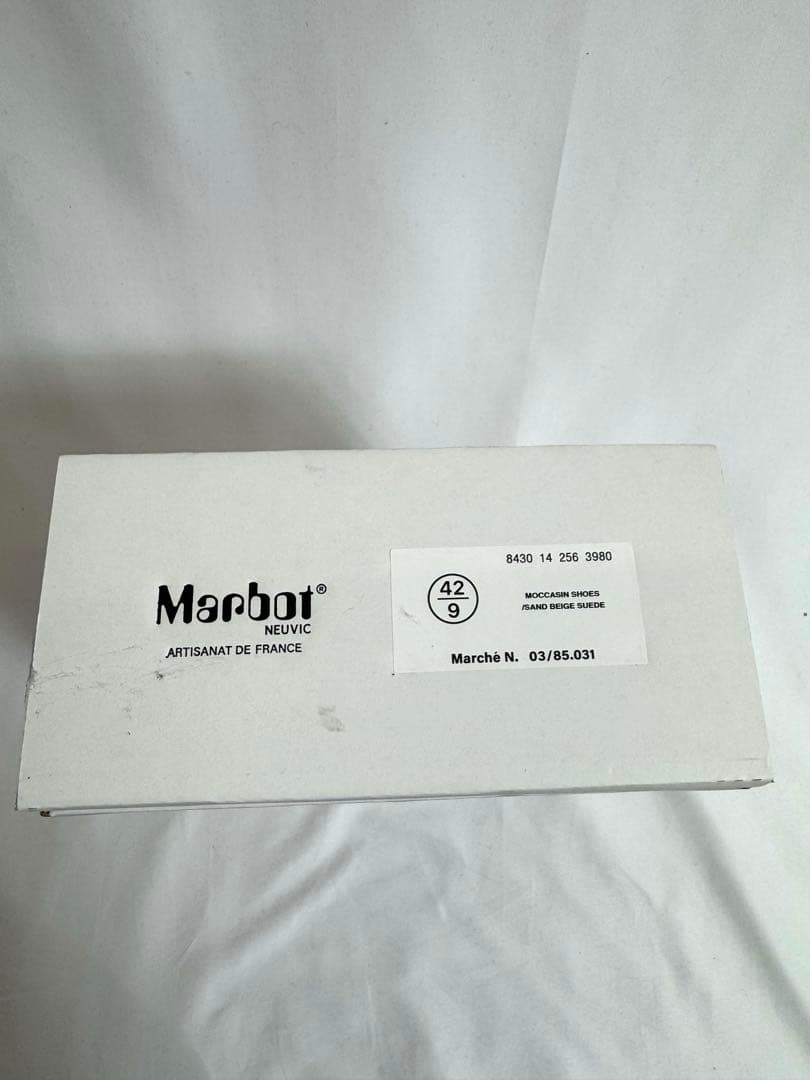 Marbot®
NEUVIC
ARTISANAT DE FRANCE
8430 14 256 3980
42
9
MOCCASIN SHOES
/SAND BEIGE SUEDE
Marché N. 03/85.031